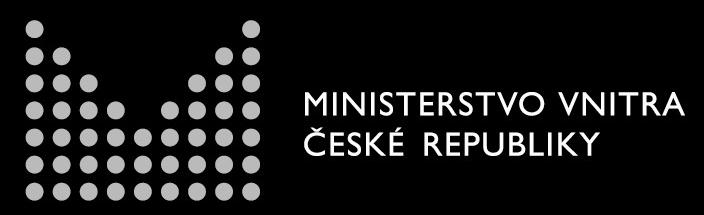 MINISTERSTVO VNITRA
ČESKÉ REPUBLIKY